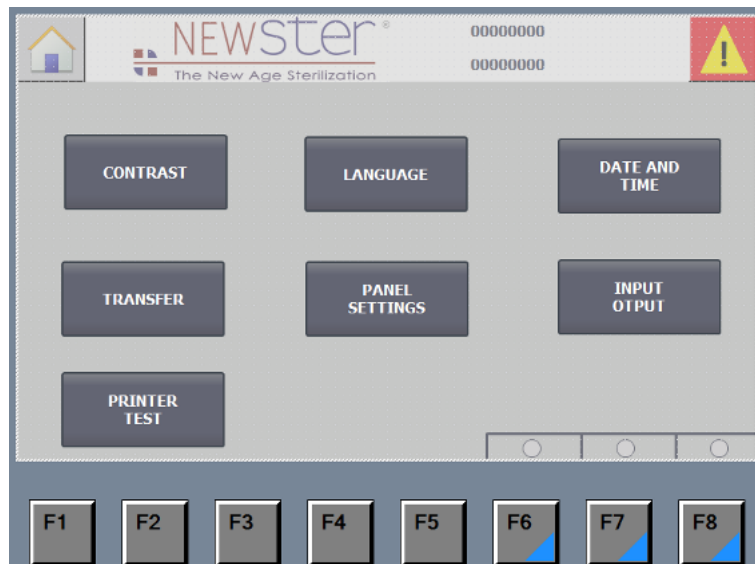 NEWSter®
The New Age Sterilization
00000000
00000000
CONTRAST
LANGUAGE
DATE AND
TIME
TRANSFER
PANEL
SETTINGS
INPUT
OTPUT
PRINTER
TEST
F1 F2 F3 F4 F5 F6 F7 F8